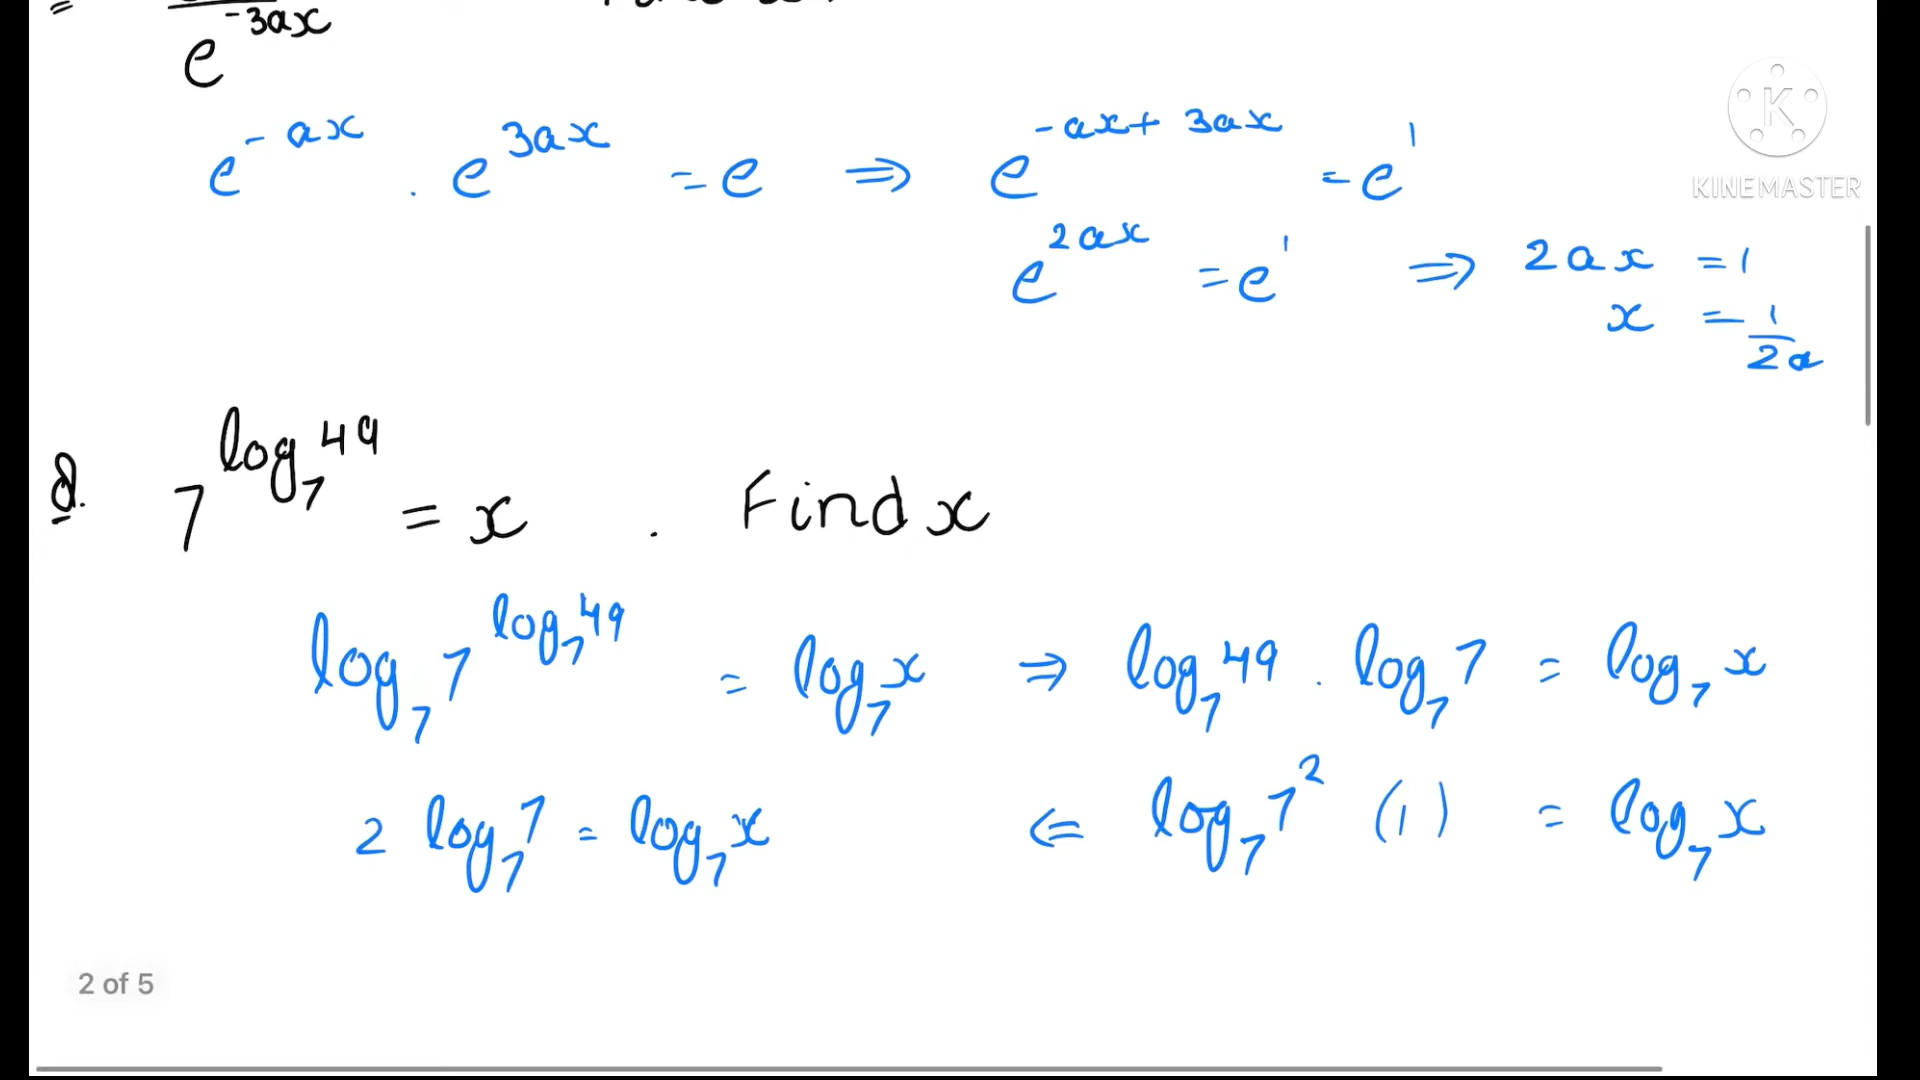 = e^{-3ax}
e^{-ax} . e^{3ax} = e ⇒ e^{-ax+3ax} = e^1
KINEMASTER
e^{2ax} = e^1 ⇒ 2ax = 1
x = 1/2a
Q. 7^{log_7 49} = x . Find x
log_7 7^{log_7 49} = log_7 x ⇒ log_7 49 . log_7 7 = log_7 x
2 log_7 7 = log_7 x ⇐ log_7 7^2 (1) = log_7 x
2 of 5